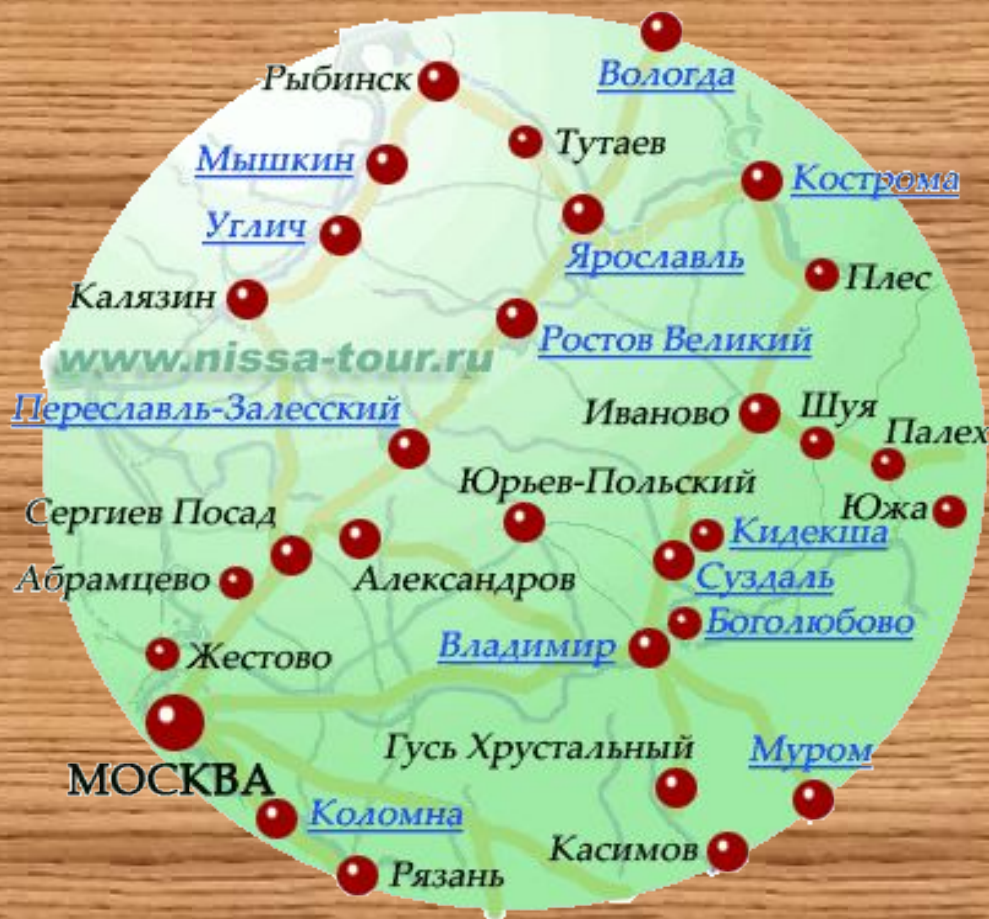 Вологда
Рыбинск
Тутаев
Мышкин
Кострома
Углич
Ярославль
Плес
Калязин
Ростов Великий
www.nissa-tour.ru
Переславль-Залесский
Иваново
Шуя
Палех
Юрьев-Польский
Сергиев Посад
Южа
Кидекша
Абрамцево
Александров
Суздаль
Боголюбово
Владимир
Жестово
Гусь Хрустальный
Муром
МОСКВА
Коломна
Касимов
Рязань